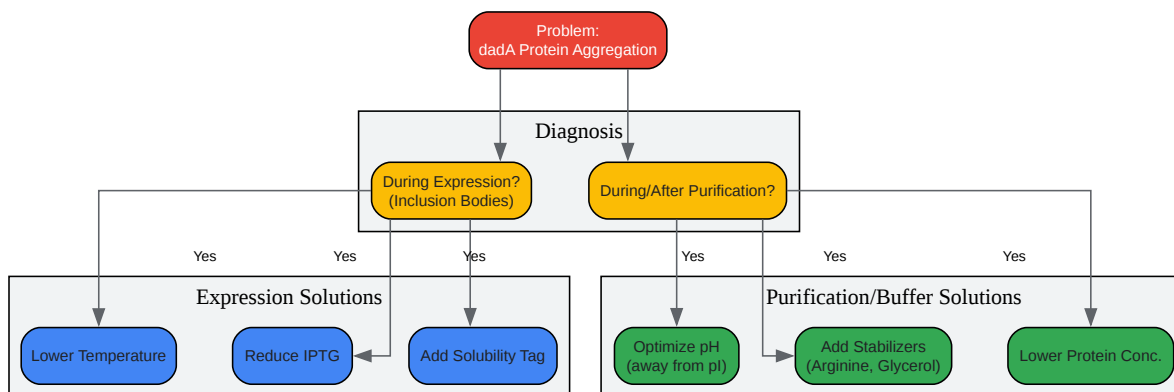 Problem:
dadA Protein Aggregation
Diagnosis
During Expression?
(Inclusion Bodies)
During/After Purification?
Yes
Yes
Yes
Yes
Yes
Yes
Expression Solutions
Purification/Buffer Solutions
Lower Temperature
Reduce IPTG
Add Solubility Tag
Optimize pH
(away from pI)
Add Stabilizers
(Arginine, Glycerol)
Lower Protein Conc.